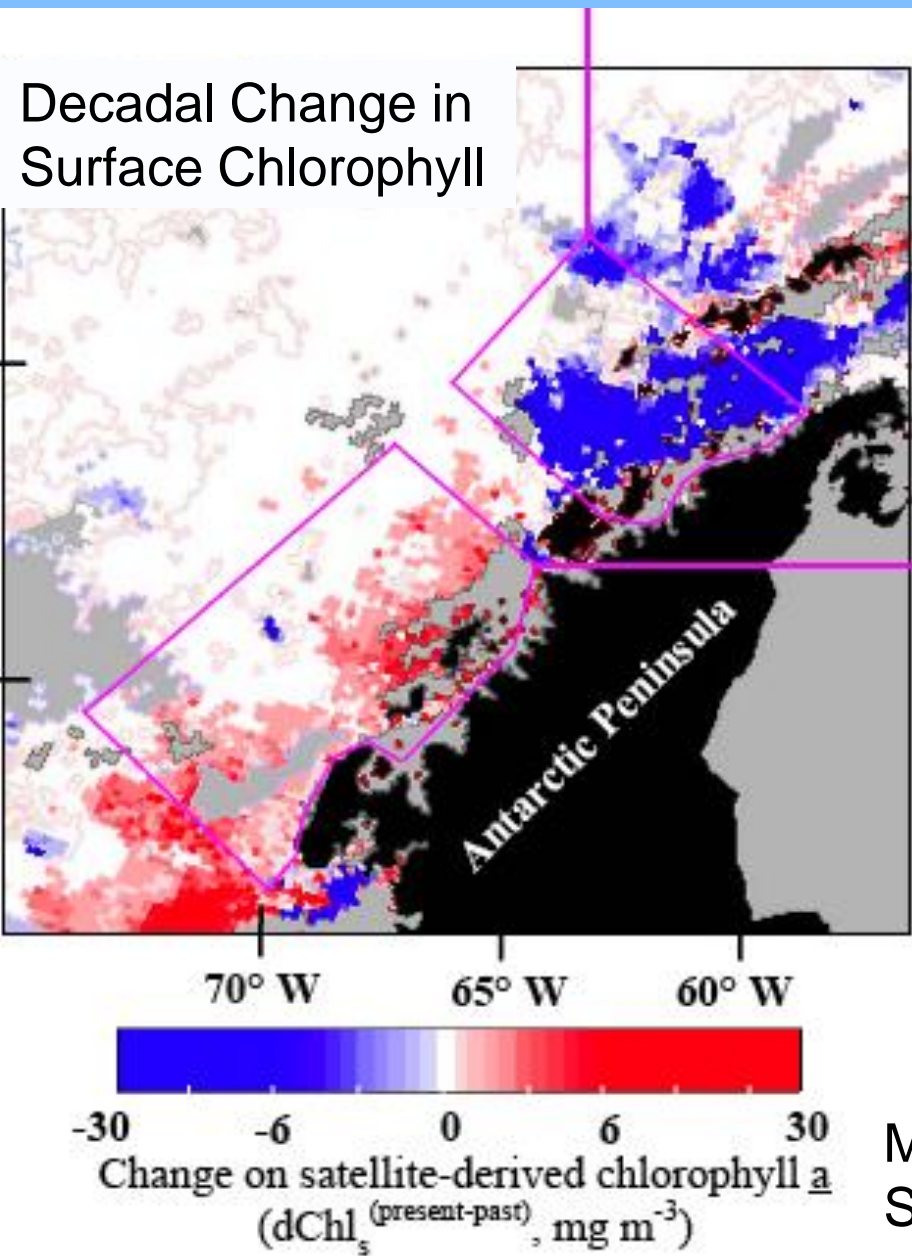 Decadal Change in
Surface Chlorophyll
Antarctic Peninsula
70° W 65° W 60° W
-30 -6 0 6 30
Change on satellite-derived chlorophyll a
(dChls(present-past), mg m-3)
M
S